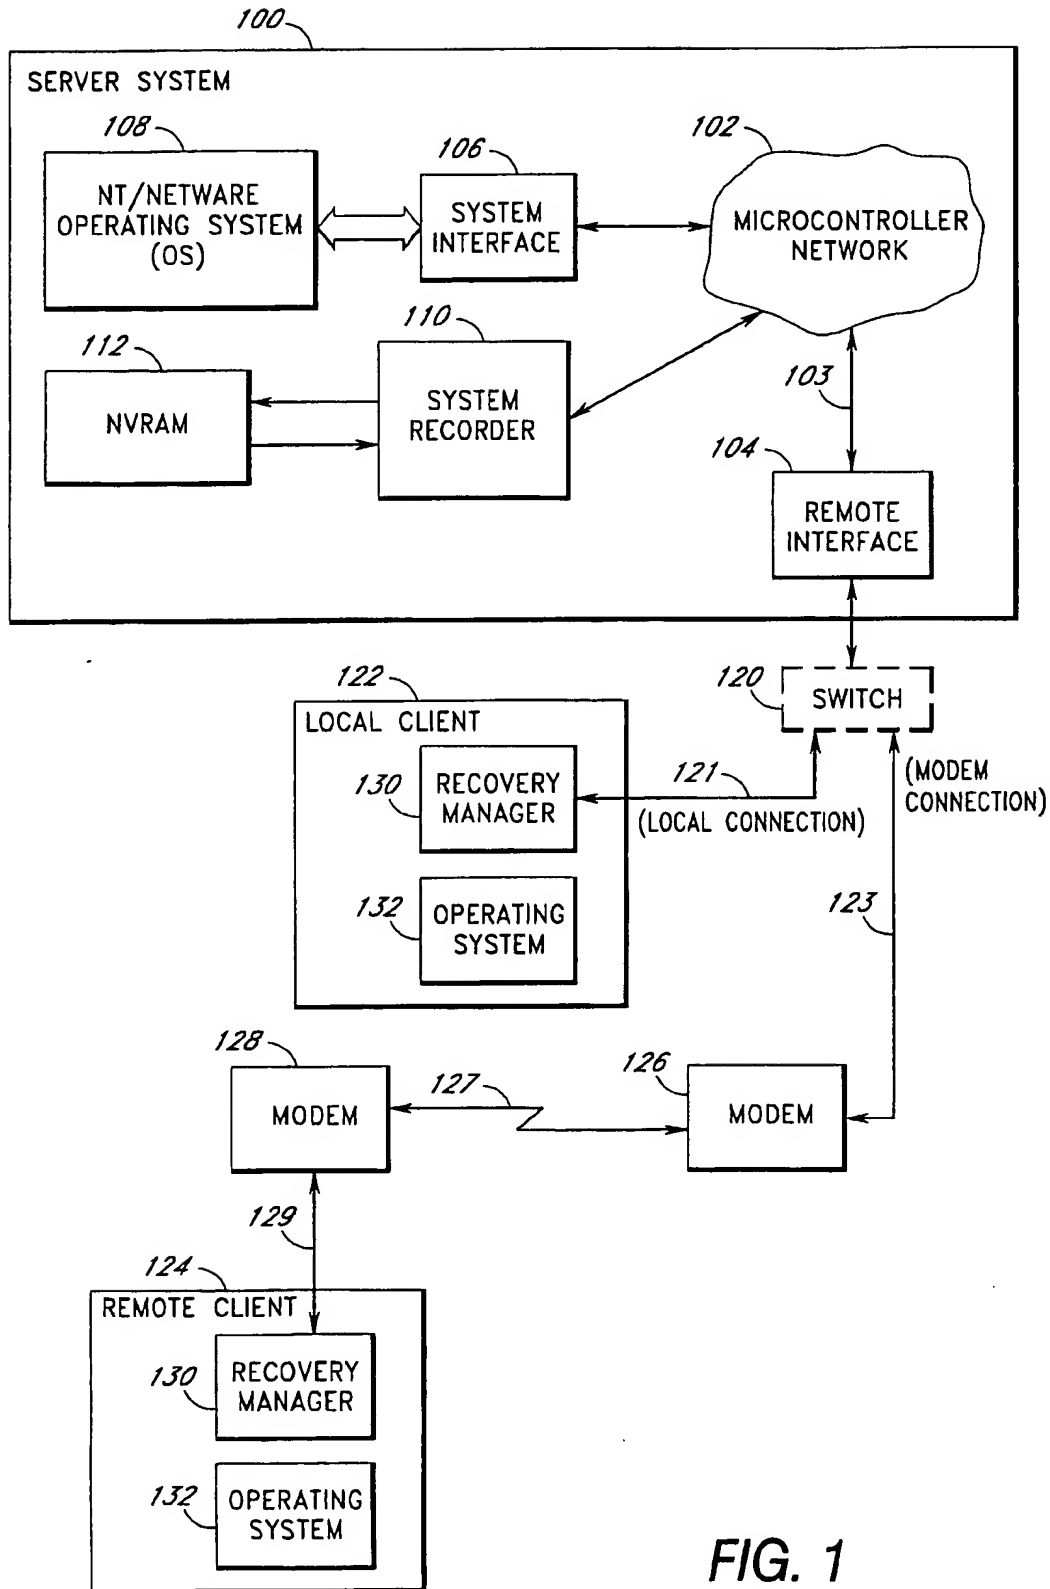 100
SERVER SYSTEM
108
NT/NETWARE
OPERATING SYSTEM
(OS)
106
SYSTEM
INTERFACE
102
MICROCONTROLLER
NETWORK
112
NVRAM
110
SYSTEM
RECORDER
103
104
REMOTE
INTERFACE
122
LOCAL CLIENT
120
SWITCH
130
RECOVERY
MANAGER
121
(LOCAL CONNECTION)
(MODEM
CONNECTION)
132
OPERATING
SYSTEM
123
128
MODEM
127
126
MODEM
129
124
REMOTE CLIENT
130
RECOVERY
MANAGER
132
OPERATING
SYSTEM
FIG. 1